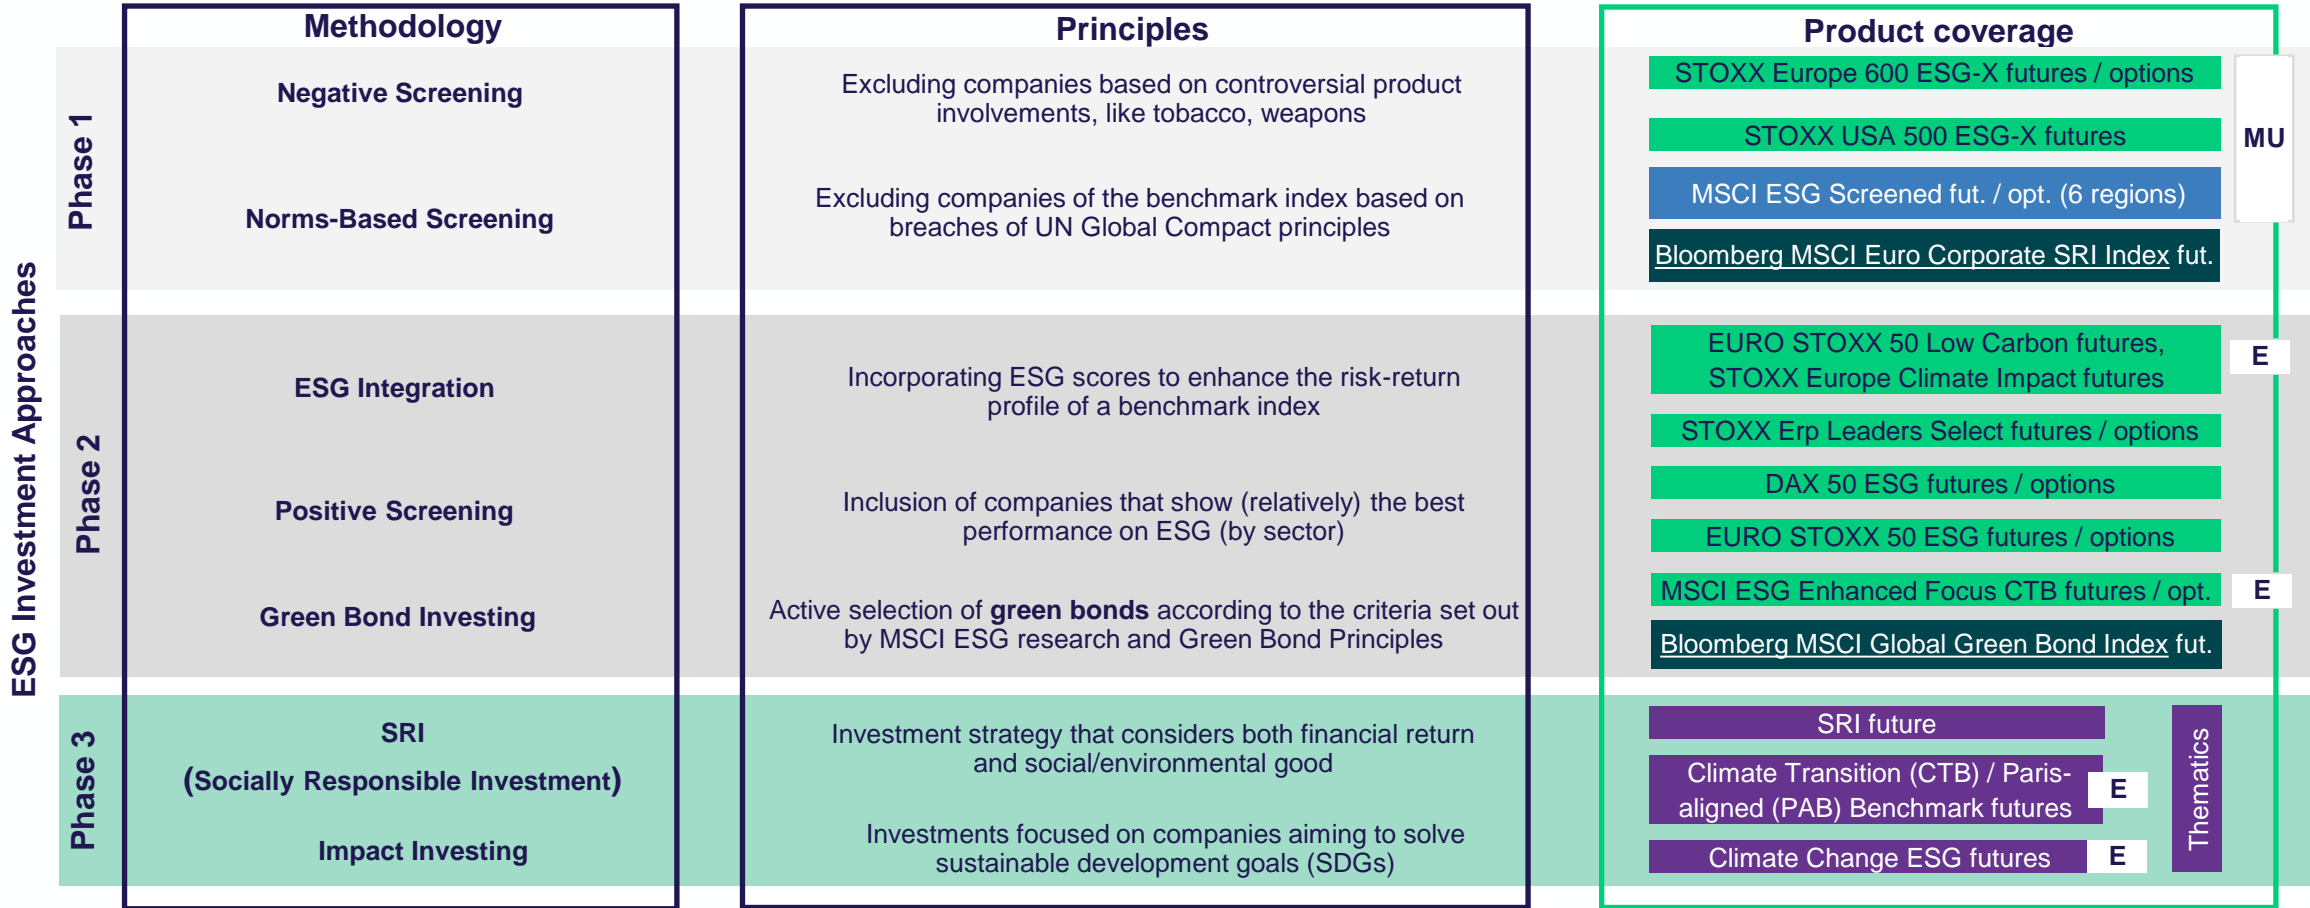 Methodology
Principles
Product coverage
ESG Investment Approaches
Phase 1
Negative Screening
Excluding companies based on controversial product
involvements, like tobacco, weapons
Norms-Based Screening
Excluding companies of the benchmark index based on
breaches of UN Global Compact principles
STOXX Europe 600 ESG-X futures / options
STOXX USA 500 ESG-X futures
MSCI ESG Screened fut. / opt. (6 regions)
MU
Bloomberg MSCI Euro Corporate SRI Index fut.
Phase 2
ESG Integration
Incorporating ESG scores to enhance the risk-return
profile of a benchmark index
Positive Screening
Inclusion of companies that show (relatively) the best
performance on ESG (by sector)
Green Bond Investing
Active selection of green bonds according to the criteria set out
by MSCI ESG research and Green Bond Principles
EURO STOXX 50 Low Carbon futures,
STOXX Europe Climate Impact futures
E
STOXX Erp Leaders Select futures / options
DAX 50 ESG futures / options
EURO STOXX 50 ESG futures / options
MSCI ESG Enhanced Focus CTB futures / opt.
E
Bloomberg MSCI Global Green Bond Index fut.
Phase 3
SRI
(Socially Responsible Investment)
Investment strategy that considers both financial return
and social/environmental good
Impact Investing
Investments focused on companies aiming to solve
sustainable development goals (SDGs)
SRI future
Climate Transition (CTB) / Paris-
aligned (PAB) Benchmark futures
E
Climate Change ESG futures
E
Thematics